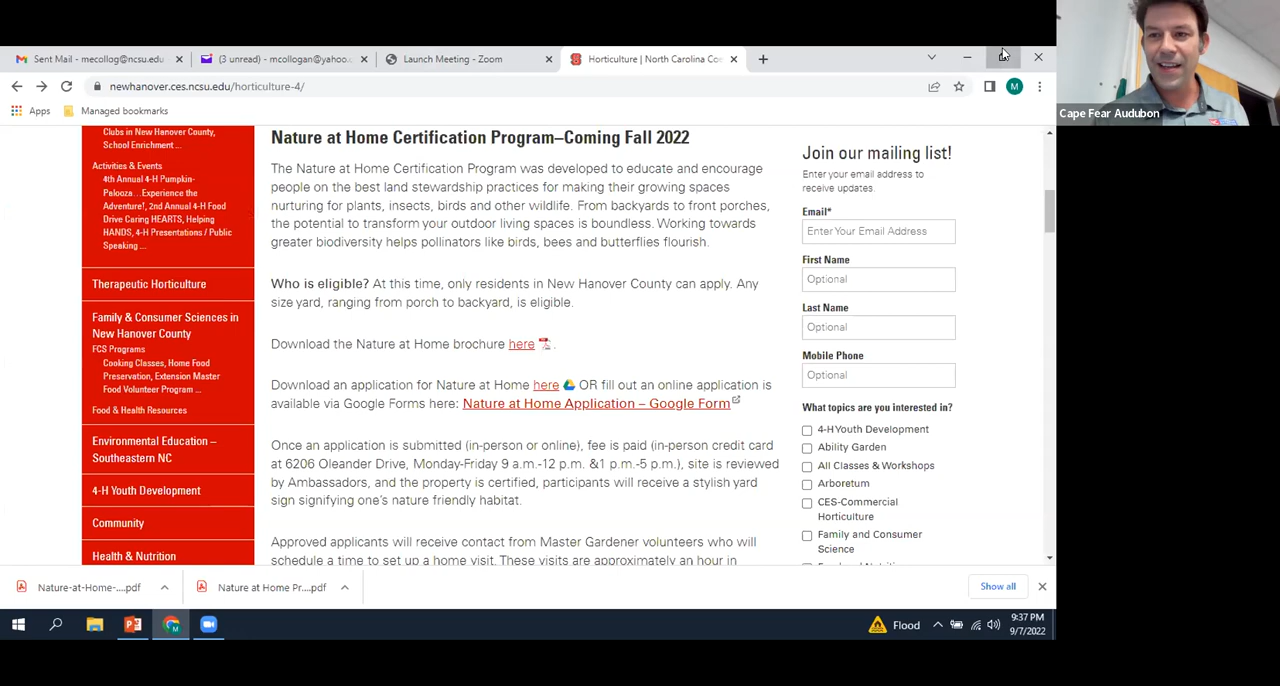 Sent Mail - mecollog@ncsu.edu
(3 unread) - mcollogan@yahoo.c
Launch Meeting - Zoom
Horticulture | North Carolina Co
newhanover.ces.ncsu.edu/horticulture-4/
M
Apps
Managed bookmarks
Cape Fear Audubon
Clubs in New Hanover County,
School Enrichment ...
Activities & Events
4th Annual 4-H Pumpkin-
Palooza…Experience the
Adventure!, 2nd Annual 4-H Food
Drive Caring HEARTS, Helping
HANDS, 4-H Presentations / Public
Speaking ...
Therapeutic Horticulture
Family & Consumer Sciences in
New Hanover County
FCS Programs
Cooking Classes, Home Food
Preservation, Extension Master
Food Volunteer Program ...
Food & Health Resources
Environmental Education –
Southeastern NC
4-H Youth Development
Community
Health & Nutrition
Nature at Home Certification Program–Coming Fall 2022
The Nature at Home Certification Program was developed to educate and encourage
people on the best land stewardship practices for making their growing spaces
nurturing for plants, insects, birds and other wildlife. From backyards to front porches,
the potential to transform your outdoor living spaces is boundless. Working towards
greater biodiversity helps pollinators like birds, bees and butterflies flourish.
Who is eligible? At this time, only residents in New Hanover County can apply. Any
size yard, ranging from porch to backyard, is eligible.
Download the Nature at Home brochure here .
Download an application for Nature at Home here OR fill out an online application is
available via Google Forms here: Nature at Home Application – Google Form
Once an application is submitted (in-person or online), fee is paid (in-person credit card
at 6206 Oleander Drive, Monday-Friday 9 a.m.-12 p.m. &1 p.m.-5 p.m.), site is reviewed
by Ambassadors, and the property is certified, participants will receive a stylish yard
sign signifying one's nature friendly habitat.
Approved applicants will receive contact from Master Gardener volunteers who will
schedule a time to set up a home visit. These visits are approximately an hour in
Join our mailing list!
Enter your email address to
receive updates.
Email*
Enter Your Email Address
First Name
Optional
Last Name
Optional
Mobile Phone
Optional
What topics are you interested in?
4-H Youth Development
Ability Garden
All Classes & Workshops
Arboretum
CES-Commercial
Horticulture
Family and Consumer
Science
Nature-at-Home-....pdf
Nature at Home Pr....pdf
Show all
Flood
9:37 PM
9/7/2022